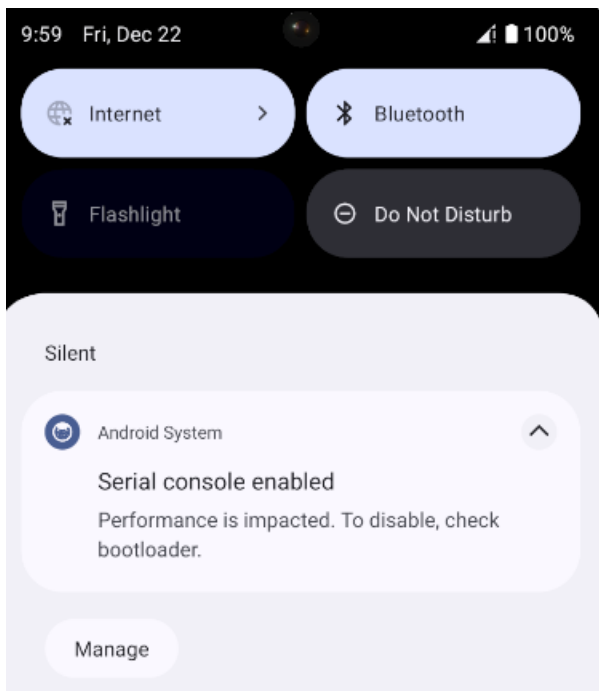 9:59 Fri, Dec 22 100%
Internet Bluetooth
Flashlight Do Not Disturb
Silent
Android System
Serial console enabled
Performance is impacted. To disable, check
bootloader.
Manage